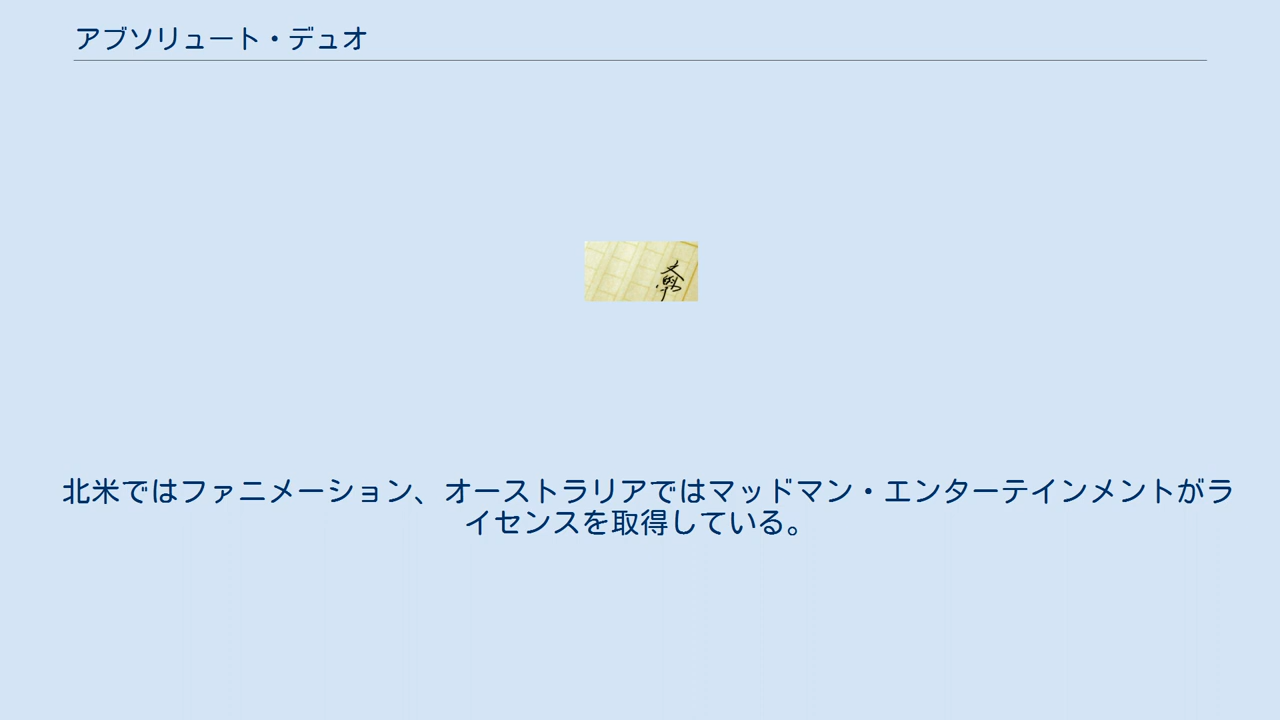 アブソリュート・デュオ
北米ではファニメーション、オーストラリアではマッドマン・エンターテインメントがラ
イセンスを取得している。